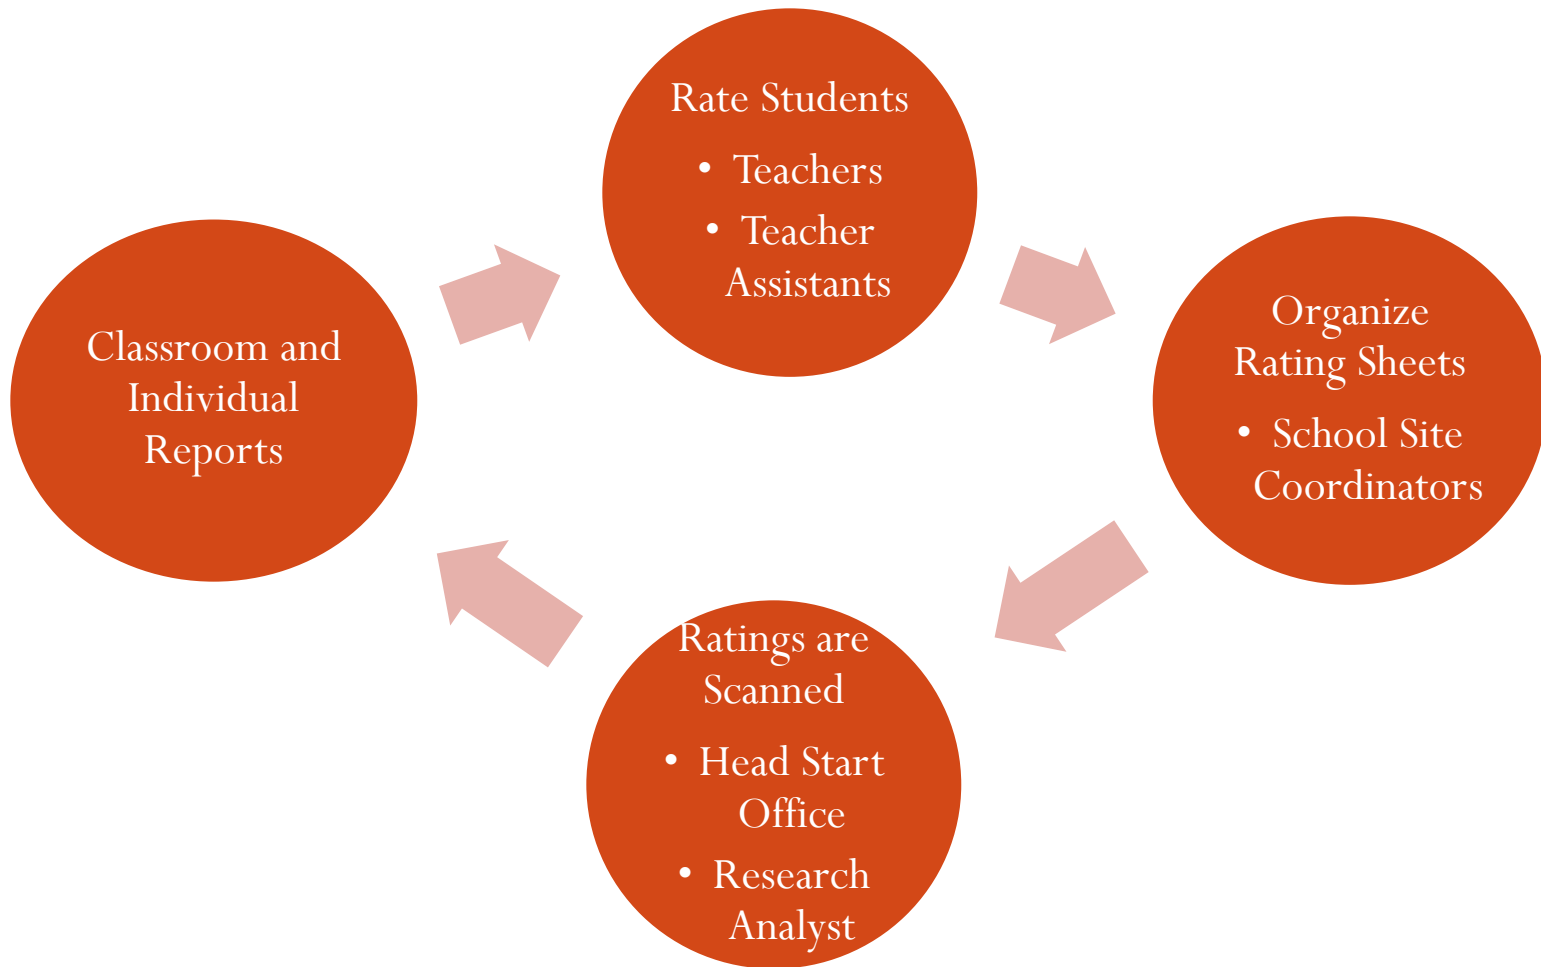 Rate Students
• Teachers
• Teacher
Assistants
Organize
Rating Sheets
• School Site
Coordinators
Ratings are
Scanned
• Head Start
Office
• Research
Analyst
Classroom and
Individual
Reports